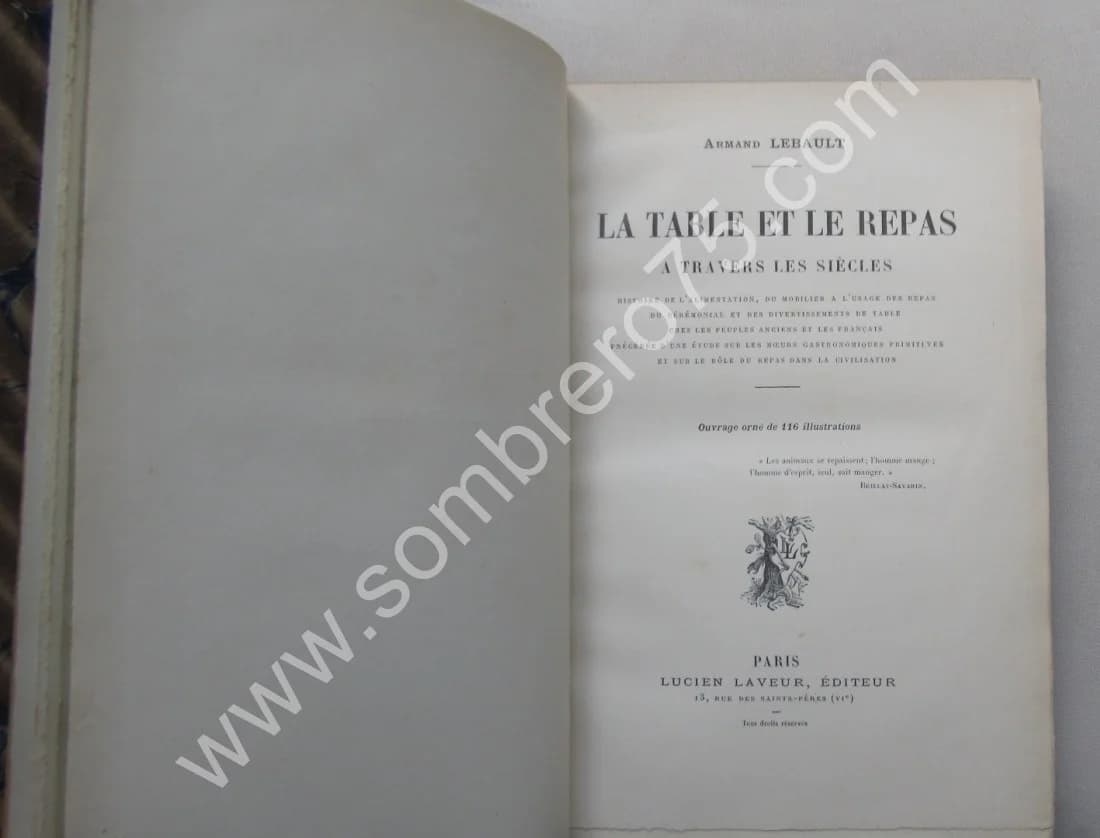 Armand LEBAULT
LA TABLE ET LE REPAS
A TRAVERS LES SIÈCLES
HISTOIRE DE L'ALIMENTATION, DU MOBILIER A L'USAGE DES REPAS
DU CÉRÉMONIAL ET DES DIVERTISSEMENTS DE TABLE
CHEZ LES PEUPLES ANCIENS ET LES FRANÇAIS
PRÉCÉDÉE D'UNE ÉTUDE SUR LES MŒURS GASTRONOMIQUES PRIMITIVES
ET SUR LE RÔLE DU REPAS DANS LA CIVILISATION
Ouvrage orné de 116 illustrations
« Les animaux se repaissent; l'homme mange;
l'homme d'esprit, seul, sait manger. »
Brillat-Savarin.
PARIS
LUCIEN LAVEUR, ÉDITEUR
13, RUE DES SAINTS-PÈRES (VIe)
Tous droits réservés
www.sombrero75.com